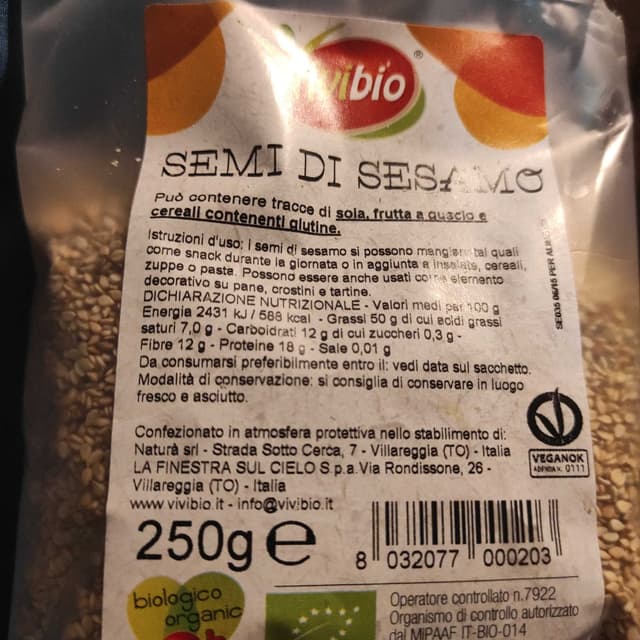 vivibio
®
SEMI DI SESAMO
Può contenere tracce di soia, frutta a guscio e
cereali contenenti glutine.
Istruzioni d'uso: i semi di sesamo si possono mangiare tal quali
come snack durante la giornata o in aggiunta a insalate, cereali,
zuppe o pasta. Possono essere anche usati come elemento
decorativo su pane, crostini e tartine.
DICHIARAZIONE NUTRIZIONALE - Valori medi per 100 g
Energia 2431 kJ / 588 kcal - Grassi 50 g di cui acidi grassi
saturi 7,0 g - Carboidrati 12 g di cui zuccheri 0,3 g -
Fibre 12 g - Proteine 18 g - Sale 0,01 g
Da consumarsi preferibilmente entro il: vedi data sul sacchetto.
Modalità di conservazione: si consiglia di conservare in luogo
fresco e asciutto.
Confezionato in atmosfera protettiva nello stabilimento di:
Naturà srl - Strada Sotto Cerca, 7 - Villareggia (TO) - Italia
LA FINESTRA SUL CIELO S.p.a. Via Rondissone, 26 -
Villareggia (TO) - Italia
www.vivibio.it - info@vivibio.it
VEGANOK
AZIENDA N. 0111
250g e
8 032077 000203
biologico
organic
Operatore controllato n.7922
Organismo di controllo autorizzato
dal MIPAAF IT-BIO-014